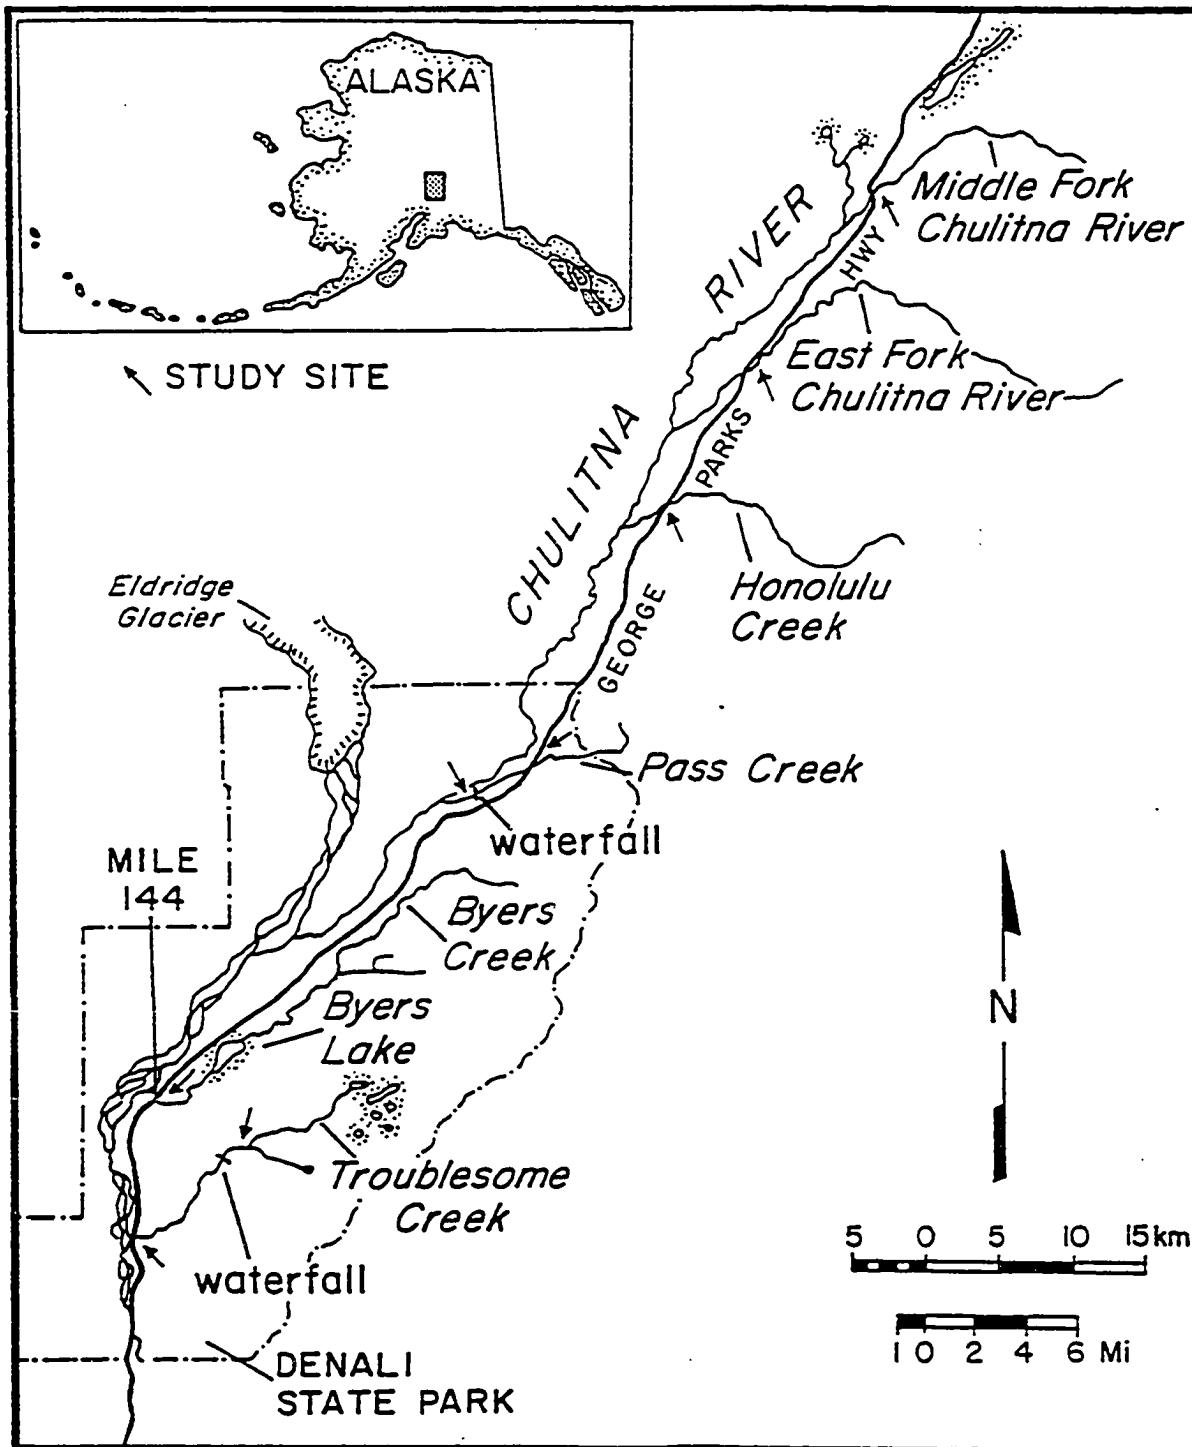 ALASKA
STUDY SITE
Middle Fork
Chulitna River
East Fork
Chulitna River
CHULITNA RIVER
GEORGE PARKS HWY
Honolulu
Creek
Eldridge
Glacier
Pass Creek
waterfall
MILE
144
Byers
Creek
Byers
Lake
Troublesome
Creek
waterfall
DENALI
STATE PARK
N
5 0 5 10 15 km
1 0 2 4 6 Mi